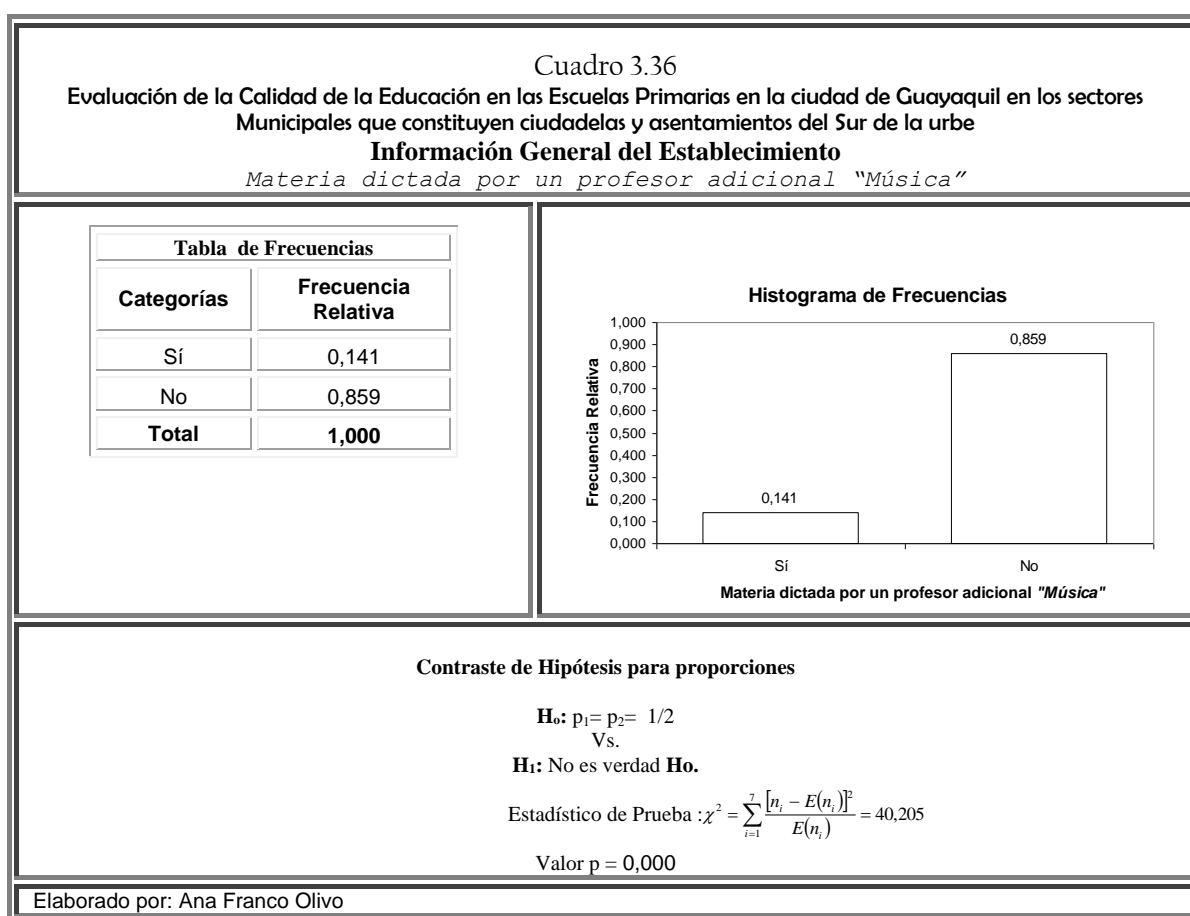 Cuadro 3.36
Evaluación de la Calidad de la Educación en las Escuelas Primarias en la ciudad de Guayaquil en los sectores
Municipales que constituyen ciudadelas y asentamientos del Sur de la urbe
Información General del Establecimiento
Materia dictada por un profesor adicional “Música”
Tabla de Frecuencias
Categorías Frecuencia Relativa
Sí 0,141
No 0,859
Total 1,000
Histograma de Frecuencias
Frecuencia Relativa
1,000
0,900
0,800
0,700
0,600
0,500
0,400
0,300
0,200
0,100
0,000
0,141
0,859
Sí No
Materia dictada por un profesor adicional "Música"
Contraste de Hipótesis para proporciones
Ho: p1= p2= 1/2
Vs.
H1: No es verdad Ho.
Estadístico de Prueba :χ² = ∑_{i=1}^{7} [n_i − E(n_i)]² / E(n_i) = 40,205
Valor p = 0,000
Elaborado por: Ana Franco Olivo